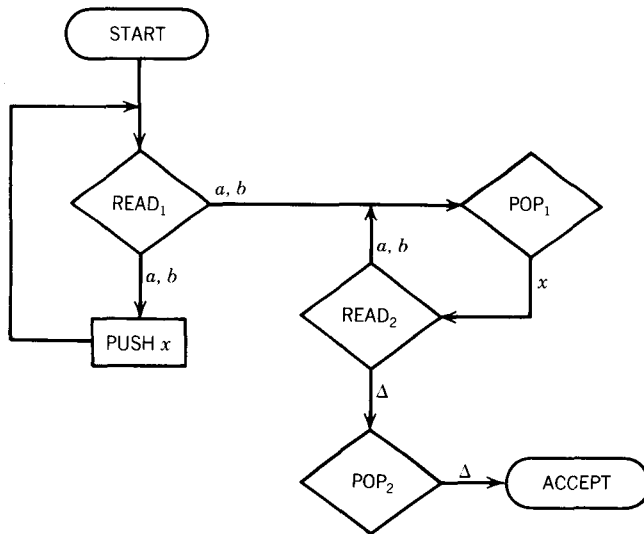 START
READ₁
a, b
POP₁
a, b
a, b
x
READ₂
PUSH x
Δ
POP₂
Δ
ACCEPT